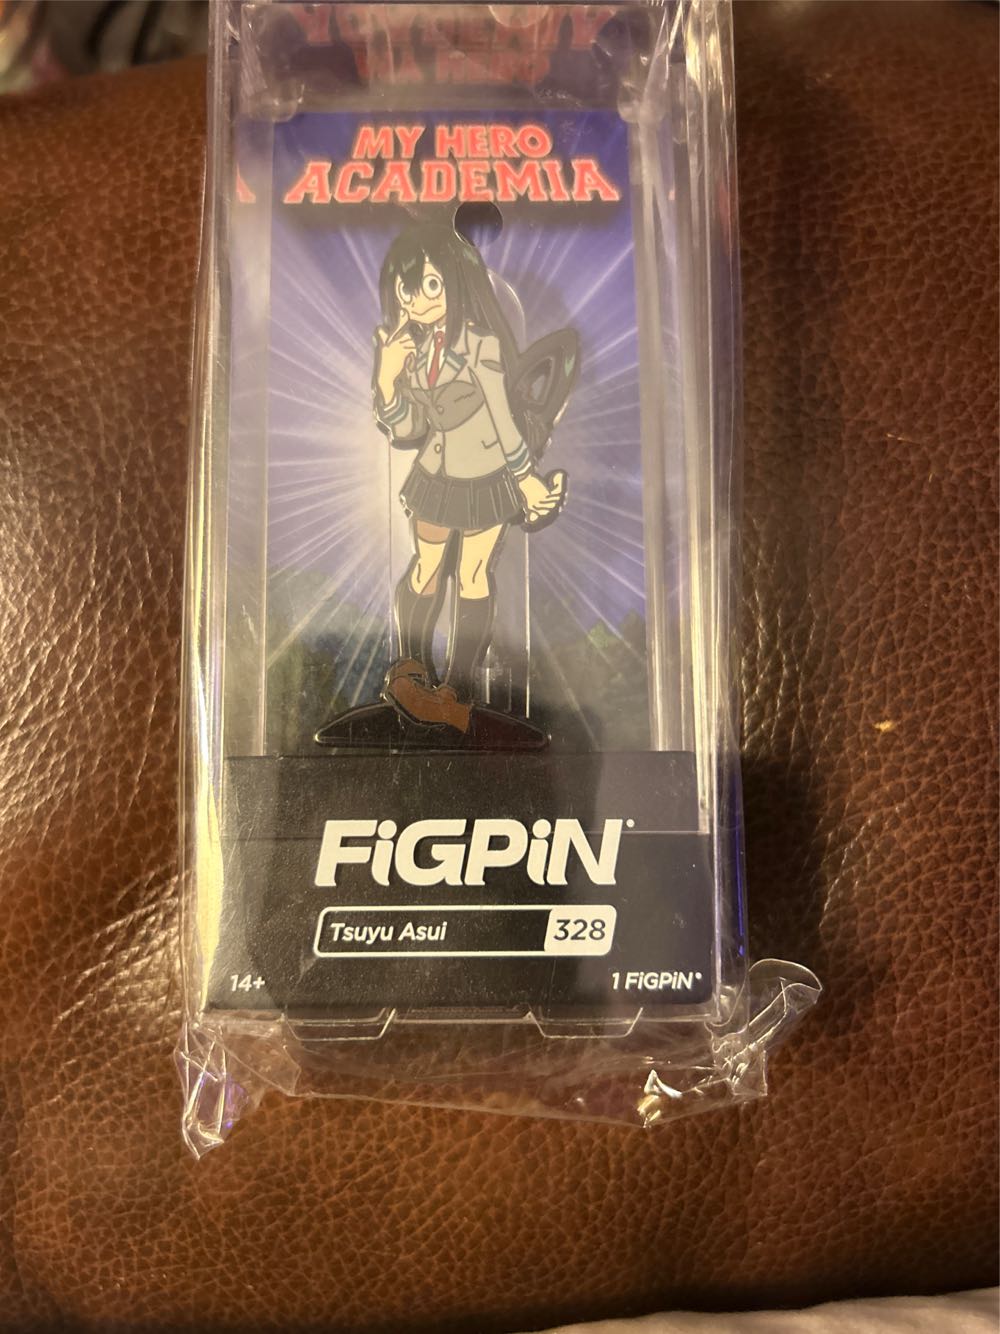 MY HERO
ACADEMIA
FiGPiN
Tsuyu Asui 328
14+ 1 FiGPiN